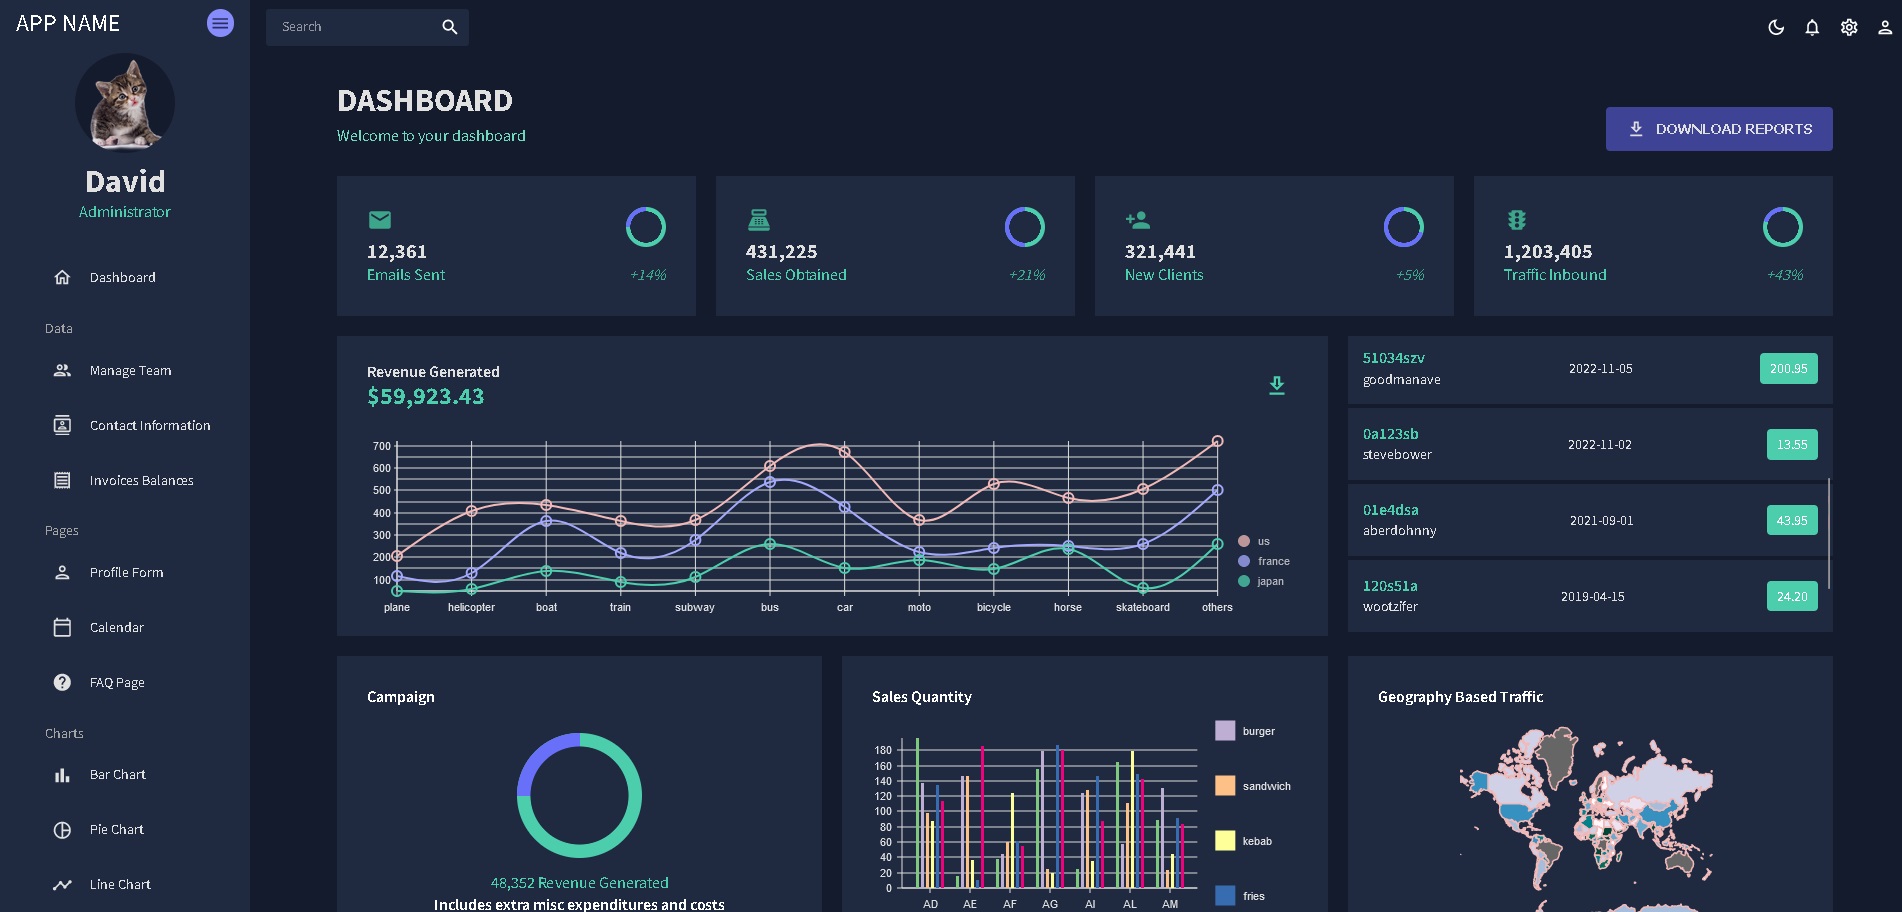 APP NAME
David
Administrator
Dashboard
Data
Manage Team
Contact Information
Invoices Balances
Pages
Profile Form
Calendar
FAQ Page
Charts
Bar Chart
Pie Chart
Line Chart
Search
DASHBOARD
Welcome to your dashboard
DOWNLOAD REPORTS
12,361
Emails Sent
+14%
431,225
Sales Obtained
+21%
321,441
New Clients
+5%
1,203,405
Traffic Inbound
+43%
Revenue Generated
$59,923.43
700
600
500
400
300
200
100
plane helicopter boat train subway bus car moto bicycle horse skateboard others
us
france
japan
51034szv
goodmanave
2022-11-05
200.95
0a123sb
stevebower
2022-11-02
13.55
01e4dsa
aberdohnny
2021-09-01
43.95
120s51a
wootzifer
2019-04-15
24.20
Campaign
48,352 Revenue Generated
Includes extra misc expenditures and costs
Sales Quantity
180
160
140
120
100
80
60
40
20
0
AD AE AF AG AI AL AM
burger
sandwich
kebab
fries
Geography Based Traffic